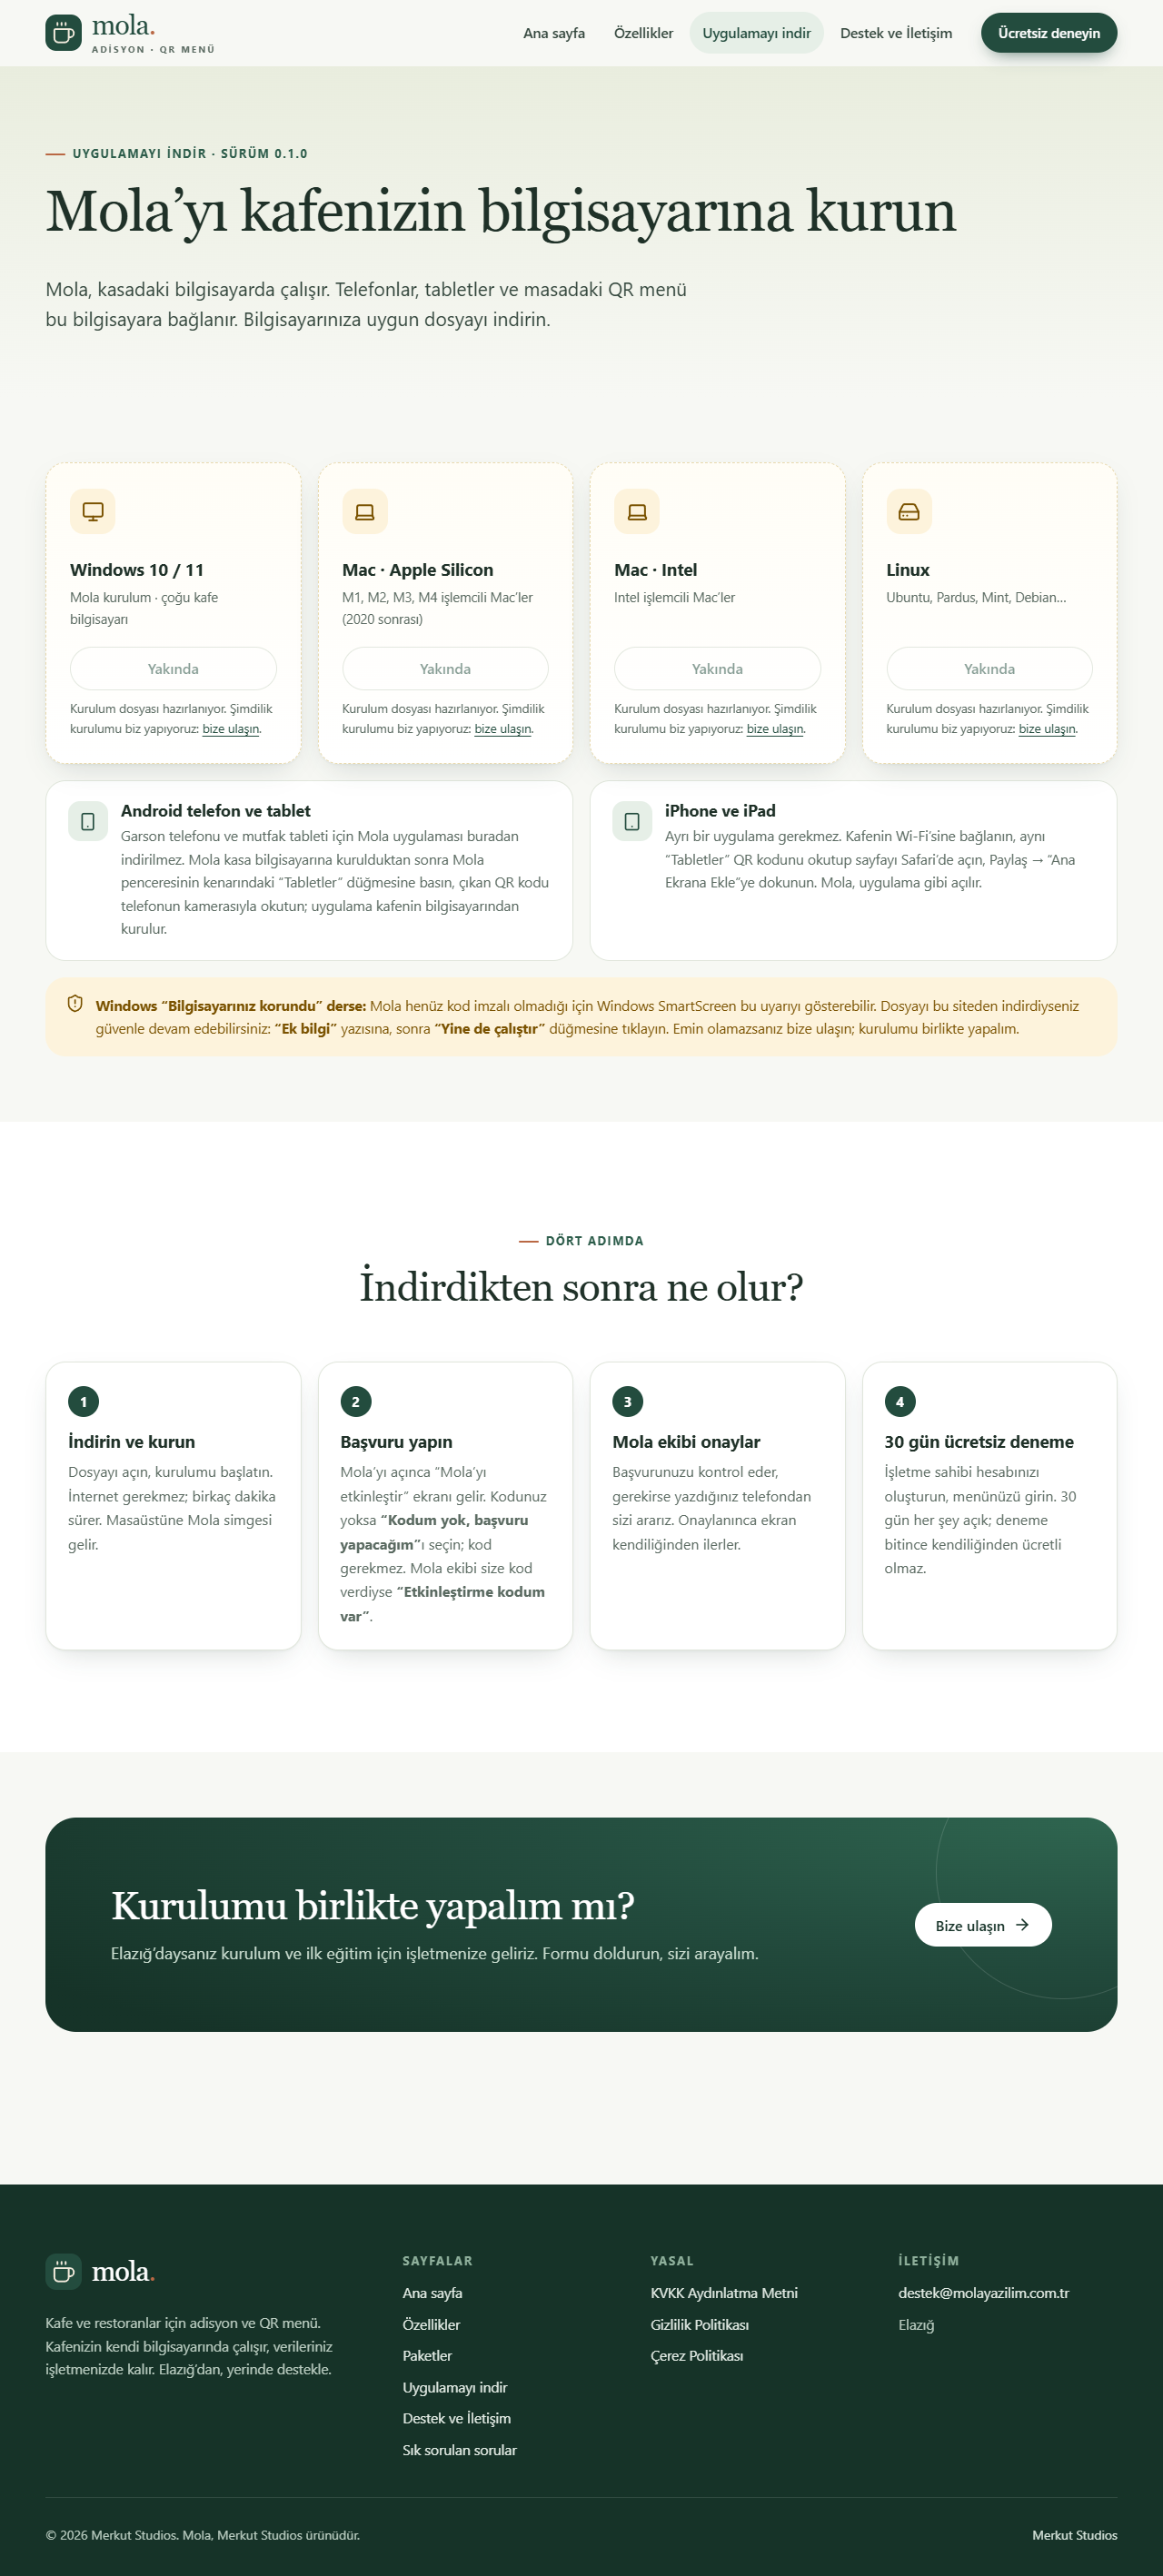 mola.
ADİSYON · QR MENÜ
Ana sayfa
Özellikler
Uygulamayı indir
Destek ve İletişim
Ücretsiz deneyin
UYGULAMAYI İNDİR · SÜRÜM 0.1.0
Mola’yı kafenizin bilgisayarına kurun
Mola, kasadaki bilgisayarda çalışır. Telefonlar, tabletler ve masadaki QR menü
bu bilgisayara bağlanır. Bilgisayarınıza uygun dosyayı indirin.
Windows 10 / 11
Mola kurulum · çoğu kafe
bilgisayarı
Yakında
Kurulum dosyası hazırlanıyor. Şimdilik
kurulumu biz yapıyoruz: bize ulaşın.
Mac · Apple Silicon
M1, M2, M3, M4 işlemcili Mac’ler
(2020 sonrası)
Yakında
Kurulum dosyası hazırlanıyor. Şimdilik
kurulumu biz yapıyoruz: bize ulaşın.
Mac · Intel
Intel işlemcili Mac’ler
Yakında
Kurulum dosyası hazırlanıyor. Şimdilik
kurulumu biz yapıyoruz: bize ulaşın.
Linux
Ubuntu, Pardus, Mint, Debian…
Yakında
Kurulum dosyası hazırlanıyor. Şimdilik
kurulumu biz yapıyoruz: bize ulaşın.
Android telefon ve tablet
Garson telefonu ve mutfak tableti için Mola uygulaması buradan
indirilmez. Mola kasa bilgisayarına kurulduktan sonra Mola
penceresinin kenarındaki “Tabletler” düğmesine basın, çıkan QR kodu
telefonun kamerasıyla okutun; uygulama kafenin bilgisayarından
kurulur.
iPhone ve iPad
Ayrı bir uygulama gerekmez. Kafenin Wi-Fi’sine bağlanın, aynı
“Tabletler” QR kodunu okutup sayfayı Safari’de açın, Paylaş → “Ana
Ekrana Ekle”ye dokunun. Mola, uygulama gibi açılır.
Windows “Bilgisayarınız korundu” derse: Mola henüz kod imzalı olmadığı için Windows SmartScreen bu uyarıyı gösterebilir. Dosyayı bu siteden indirdiyseniz
güvenle devam edebilirsiniz: “Ek bilgi” yazısına, sonra “Yine de çalıştır” düğmesine tıklayın. Emin olamazsanız bize ulaşın; kurulumu birlikte yapalım.
DÖRT ADIMDA
İndirdikten sonra ne olur?
1
İndirin ve kurun
Dosyayı açın, kurulumu başlatın.
İnternet gerekmez; birkaç dakika
sürer. Masaüstüne Mola simgesi
gelir.
2
Başvuru yapın
Mola’yı açınca “Mola’yı
etkinleştir” ekranı gelir. Kodunuz
yoksa “Kodum yok, başvuru
yapacağım”ı seçin; kod
gerekmez. Mola ekibi size kod
verdiyse “Etkinleştirme kodum
var”.
3
Mola ekibi onaylar
Başvurunuzu kontrol eder,
gerekirse yazdığınız telefondan
sizi ararız. Onaylanınca ekran
kendiliğinden ilerler.
4
30 gün ücretsiz deneme
İşletme sahibi hesabınızı
oluşturun, menünüzü girin. 30
gün her şey açık; deneme
bitince kendiliğinden ücretli
olmaz.
Kurulumu birlikte yapalım mı?
Elazığ’daysanız kurulum ve ilk eğitim için işletmenize geliriz. Formu doldurun, sizi arayalım.
Bize ulaşın
mola.
Kafe ve restoranlar için adisyon ve QR menü.
Kafenizin kendi bilgisayarında çalışır, verileriniz
işletmenizde kalır. Elazığ’dan, yerinde destekle.
SAYFALAR
Ana sayfa
Özellikler
Paketler
Uygulamayı indir
Destek ve İletişim
Sık sorulan sorular
YASAL
KVKK Aydınlatma Metni
Gizlilik Politikası
Çerez Politikası
İLETİŞİM
destek@molayazilim.com.tr
Elazığ
© 2026 Merkut Studios. Mola, Merkut Studios ürünüdür.
Merkut Studios